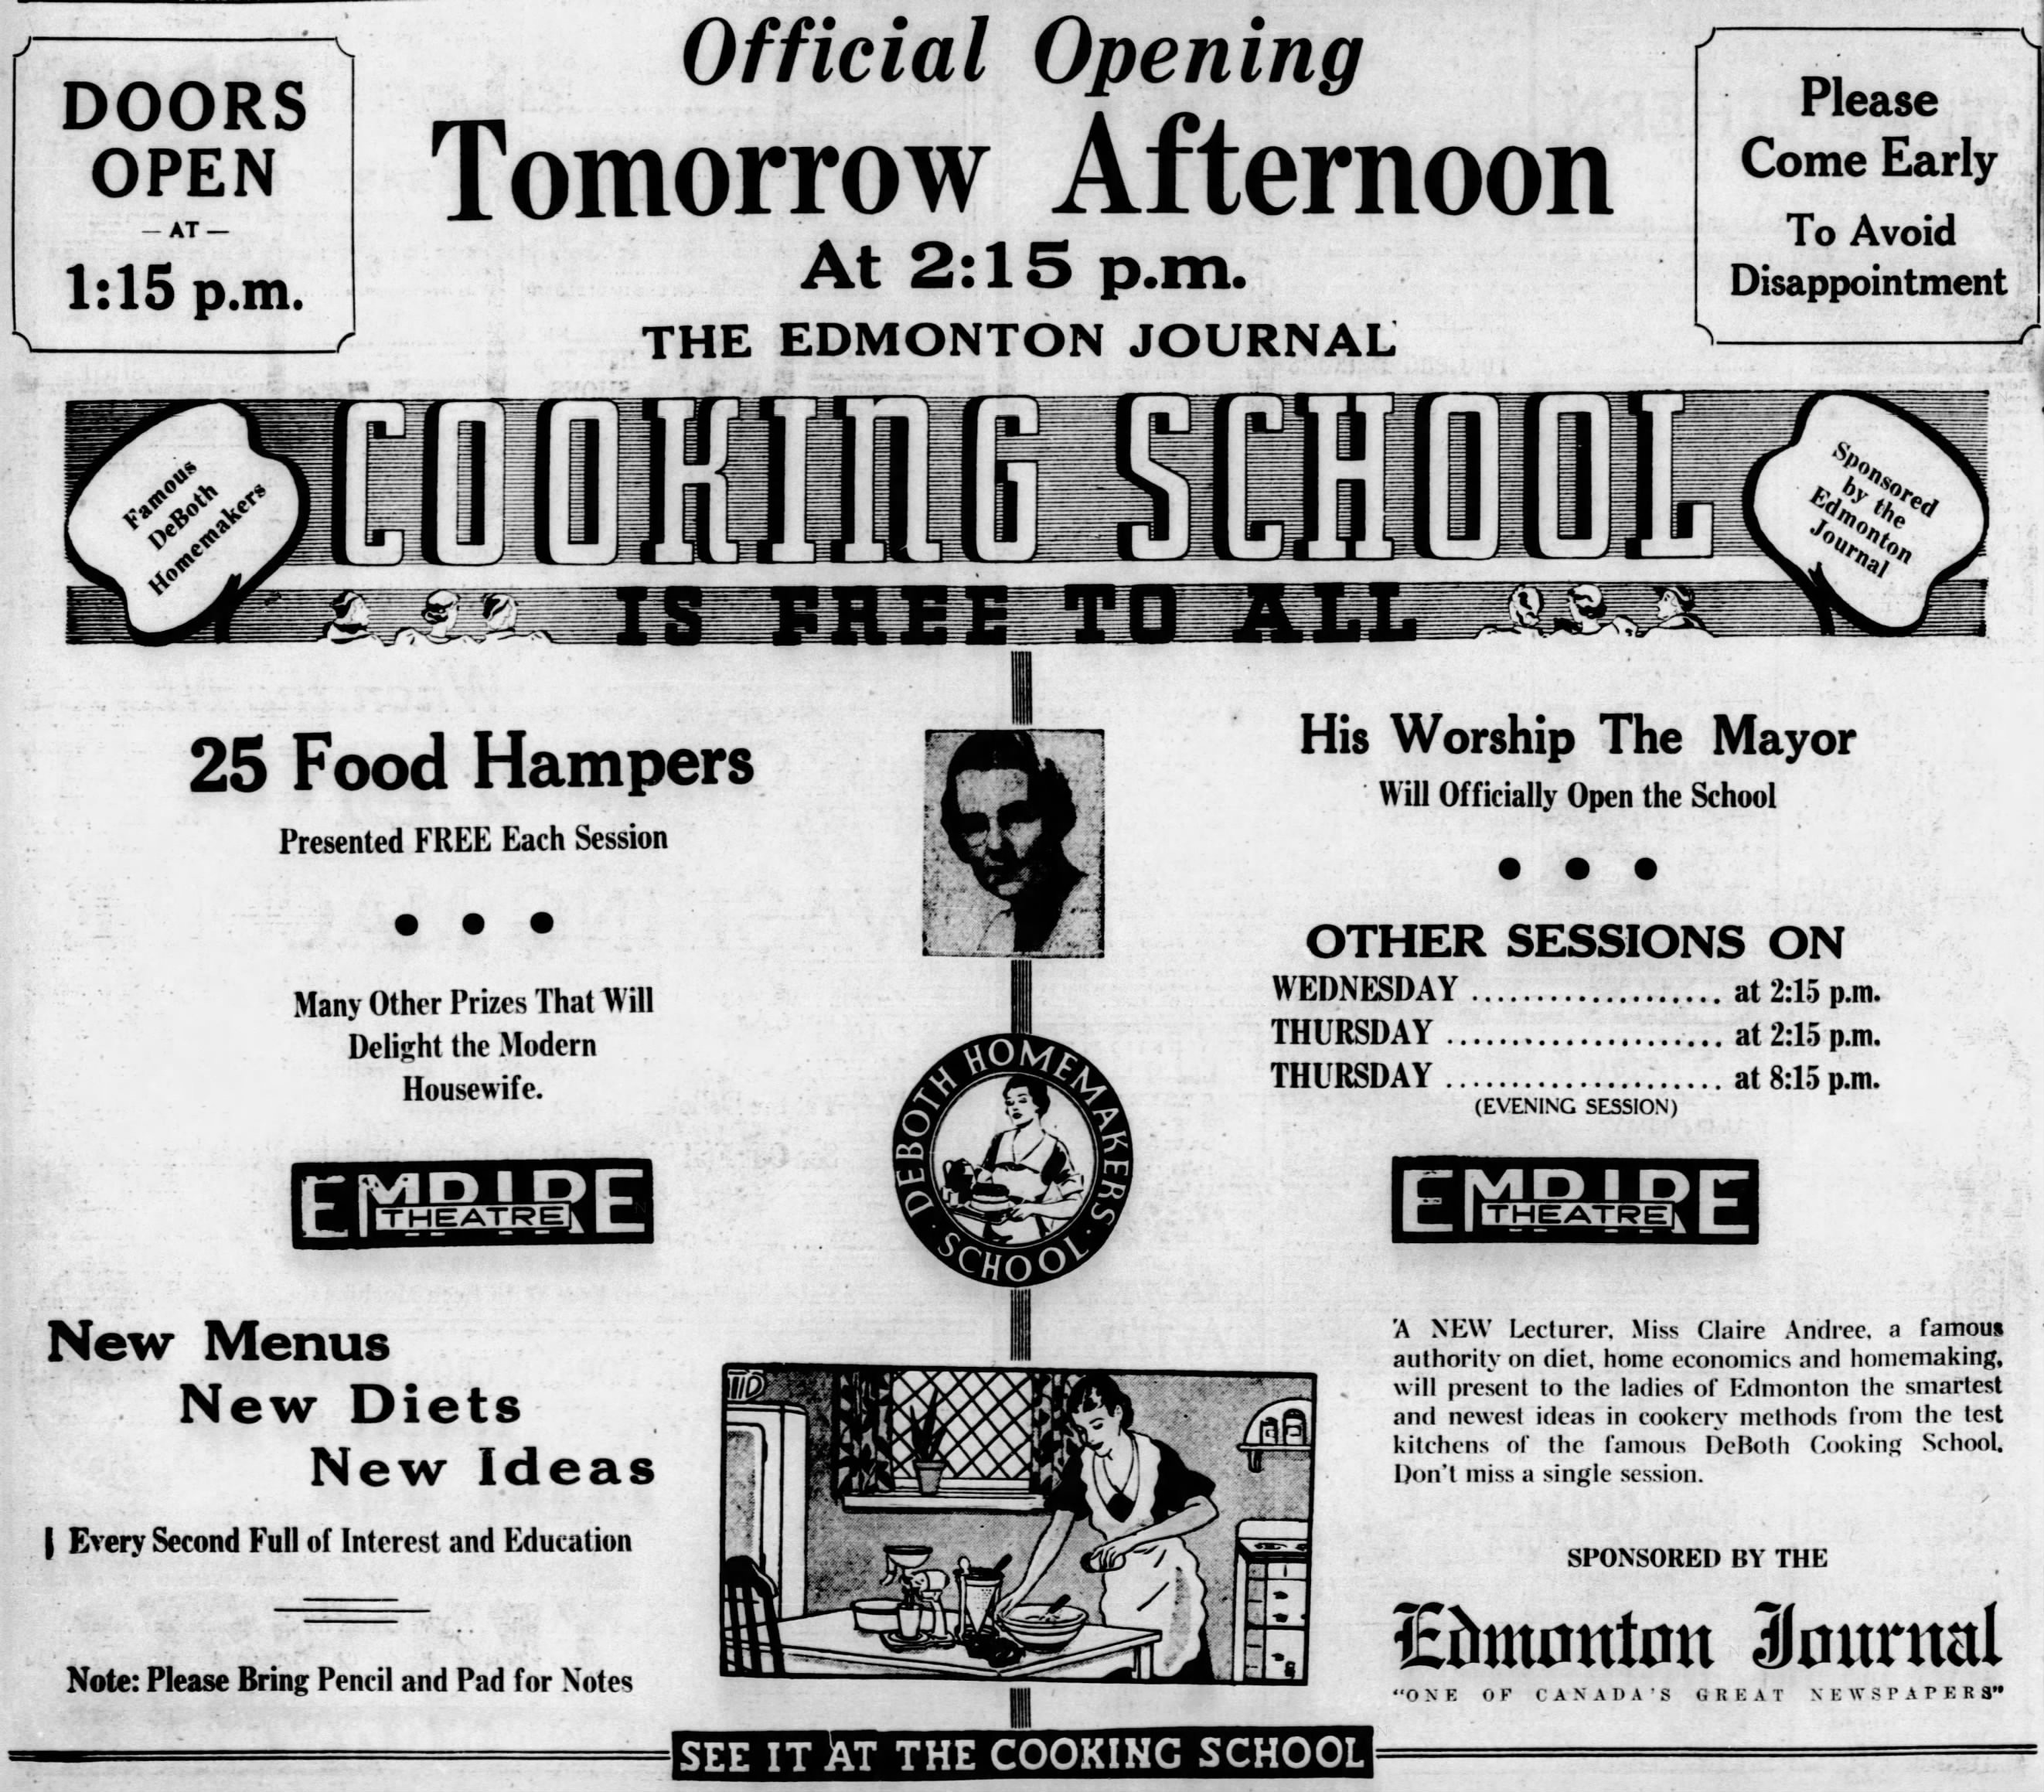 DOORS
OPEN
— AT —
1:15 p.m.
Official Opening
Tomorrow Afternoon
At 2:15 p.m.
THE EDMONTON JOURNAL
Please
Come Early
To Avoid
Disappointment
Famous
DeBoth
Homemakers
COOKING SCHOOL
IS FREE TO ALL
Sponsored
by the
Edmonton
Journal
25 Food Hampers
Presented FREE Each Session
• • •
Many Other Prizes That Will
Delight the Modern
Housewife.
EMPIRE
THEATRE
New Menus
New Diets
New Ideas
Every Second Full of Interest and Education
Note: Please Bring Pencil and Pad for Notes
DEBOTH HOMEMAKERS
· SCHOOL ·
TID
His Worship The Mayor
Will Officially Open the School
• • •
OTHER SESSIONS ON
WEDNESDAY .................... at 2:15 p.m.
THURSDAY ...................... at 2:15 p.m.
THURSDAY ...................... at 8:15 p.m.
(EVENING SESSION)
EMPIRE
THEATRE
A NEW Lecturer, Miss Claire Andree, a famous
authority on diet, home economics and homemaking,
will present to the ladies of Edmonton the smartest
and newest ideas in cookery methods from the test
kitchens of the famous DeBoth Cooking School.
Don't miss a single session.
SPONSORED BY THE
Edmonton Journal
"ONE OF CANADA'S GREAT NEWSPAPERS"
SEE IT AT THE COOKING SCHOOL